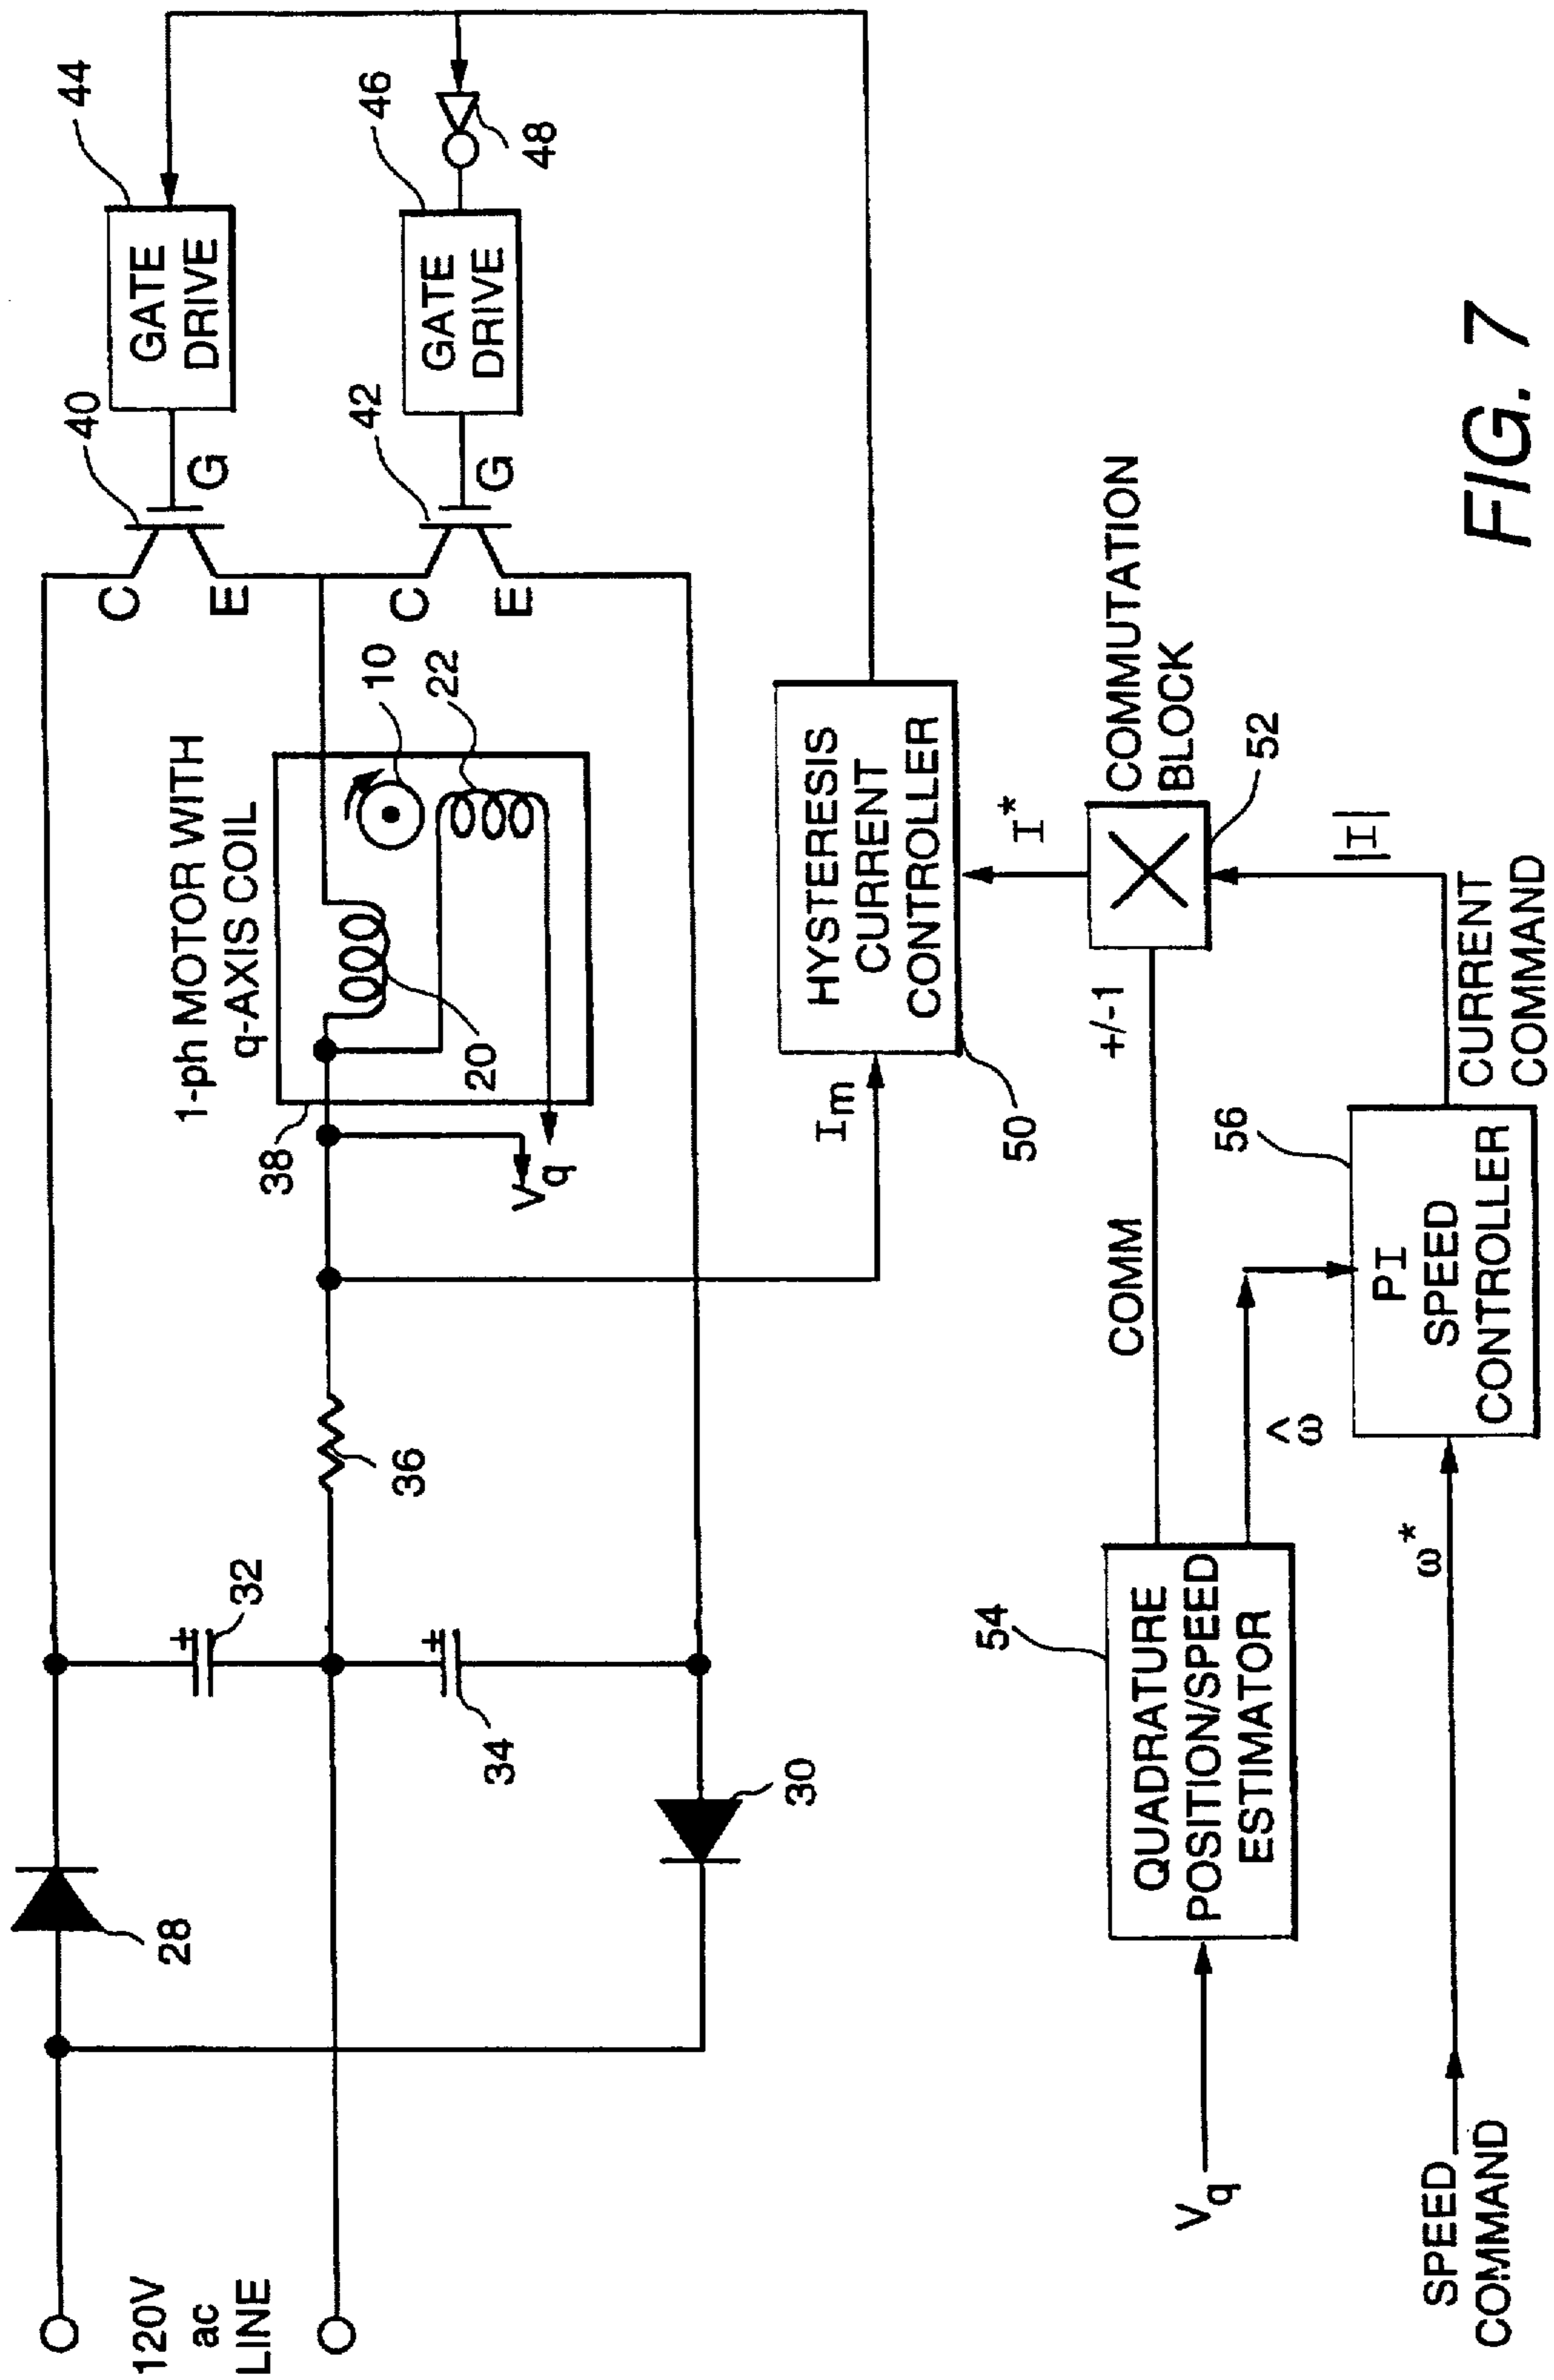 120V
ac
LINE
28
30
32
34
36
38
1-ph MOTOR WITH
q-AXIS COIL
20
10
22
Vq
C
E
G
40
C
E
G
42
GATE
DRIVE
44
GATE
DRIVE
46
48
Im
HYSTERESIS
CURRENT
CONTROLLER
50
I*
COMMUTATION
BLOCK
52
+/-1
COMM
|I|
CURRENT
COMMAND
Vq
QUADRATURE
POSITION/SPEED
ESTIMATOR
54
ω̂
PI
SPEED
CONTROLLER
56
ω*
SPEED
COMMAND
FIG. 7